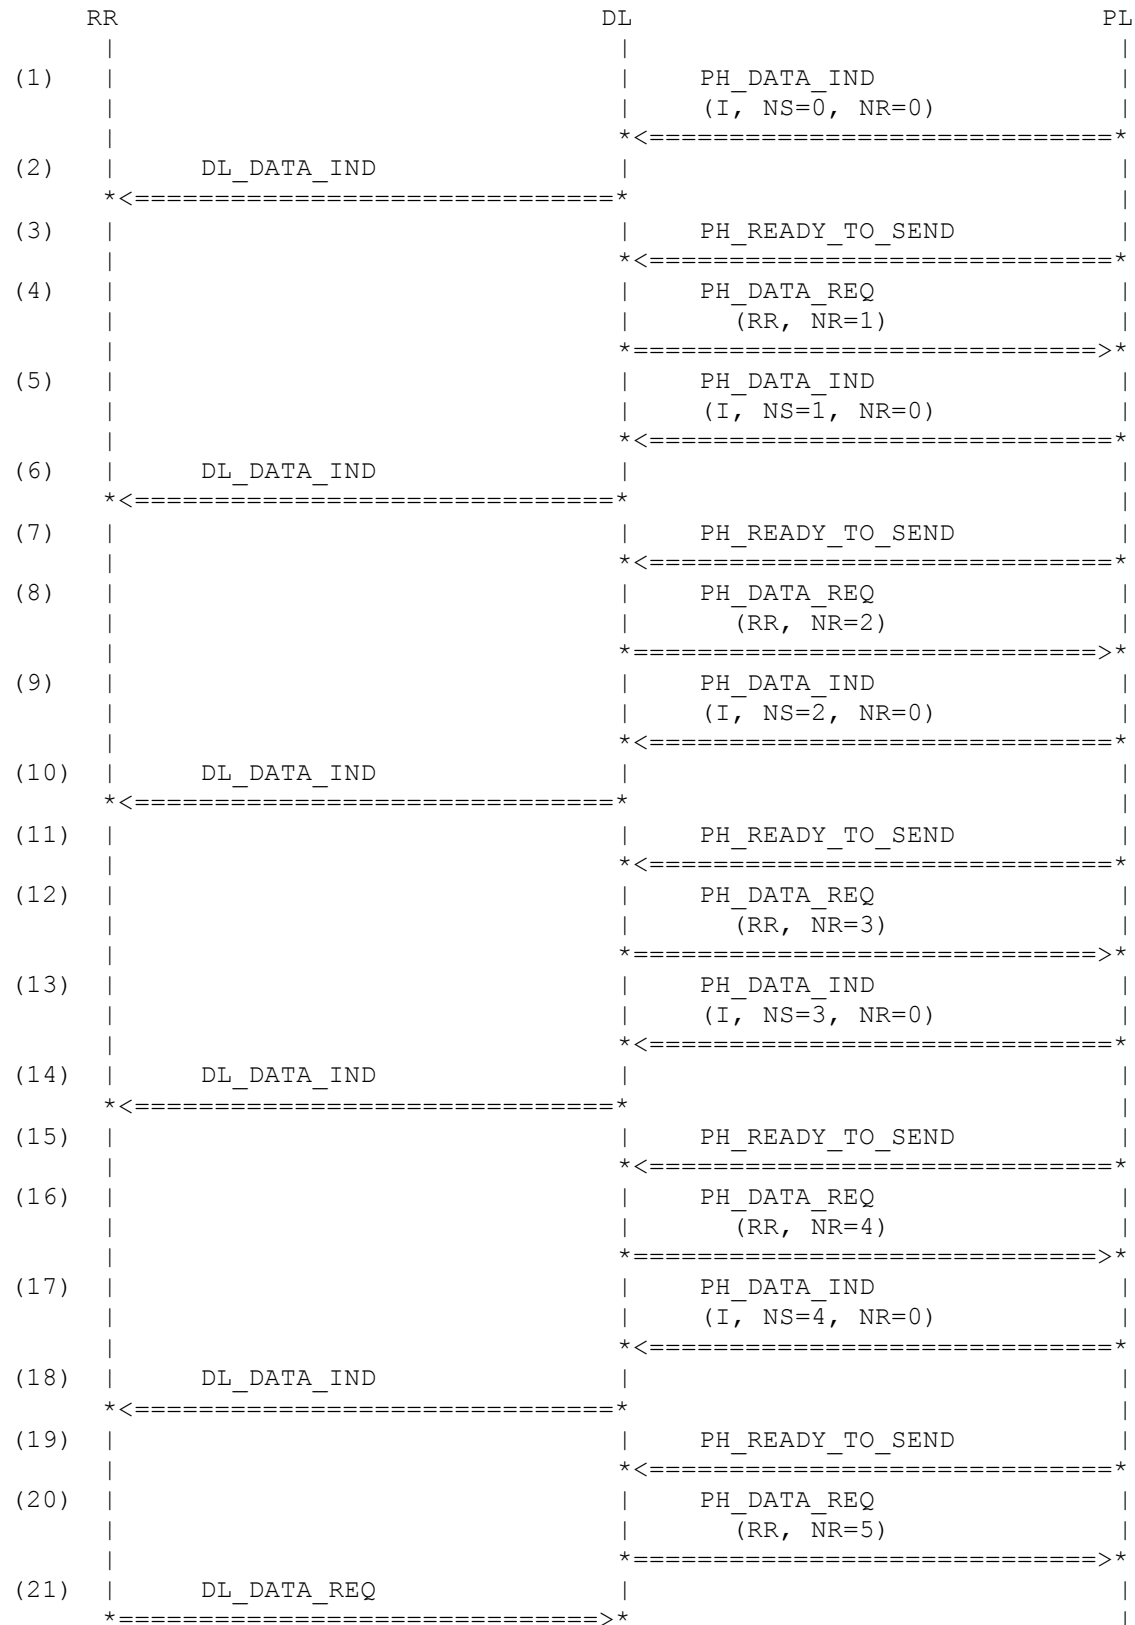 RR DL PL
| | |
(1) | | PH_DATA_IND |
| | (I, NS=0, NR=0) |
| *<=============================*
(2) | DL_DATA_IND | |
*<==============================* |
(3) | | PH_READY_TO_SEND |
| *<=============================*
(4) | | PH_DATA_REQ |
| | (RR, NR=1) |
| *=============================>*
(5) | | PH_DATA_IND |
| | (I, NS=1, NR=0) |
| *<=============================*
(6) | DL_DATA_IND | |
*<==============================* |
(7) | | PH_READY_TO_SEND |
| *<=============================*
(8) | | PH_DATA_REQ |
| | (RR, NR=2) |
| *=============================>*
(9) | | PH_DATA_IND |
| | (I, NS=2, NR=0) |
| *<=============================*
(10) | DL_DATA_IND | |
*<==============================* |
(11) | | PH_READY_TO_SEND |
| *<=============================*
(12) | | PH_DATA_REQ |
| | (RR, NR=3) |
| *=============================>*
(13) | | PH_DATA_IND |
| | (I, NS=3, NR=0) |
| *<=============================*
(14) | DL_DATA_IND | |
*<==============================* |
(15) | | PH_READY_TO_SEND |
| *<=============================*
(16) | | PH_DATA_REQ |
| | (RR, NR=4) |
| *=============================>*
(17) | | PH_DATA_IND |
| | (I, NS=4, NR=0) |
| *<=============================*
(18) | DL_DATA_IND | |
*<==============================* |
(19) | | PH_READY_TO_SEND |
| *<=============================*
(20) | | PH_DATA_REQ |
| | (RR, NR=5) |
| *=============================>*
(21) | DL_DATA_REQ | |
*==============================>* |